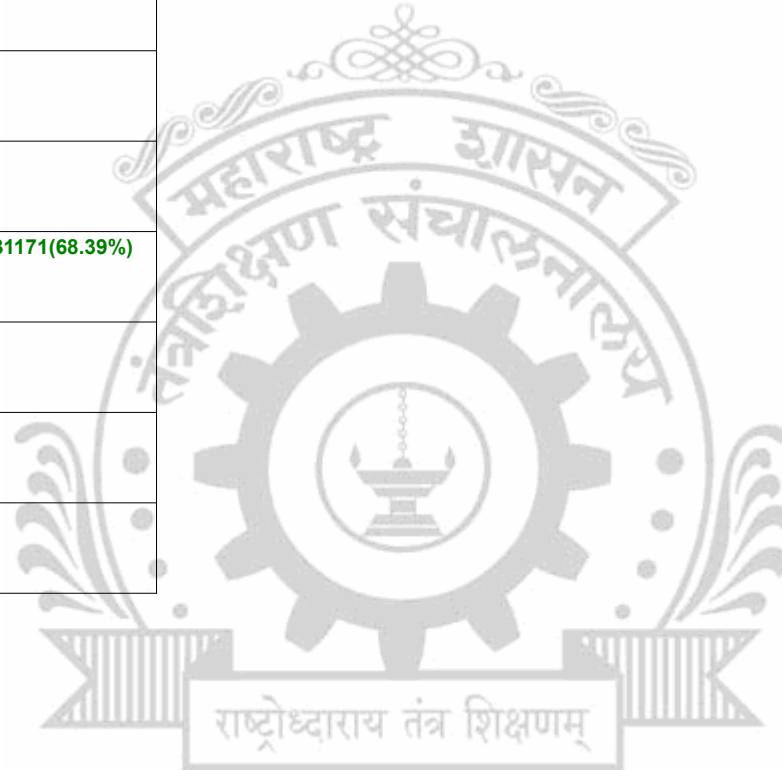 महाराष्ट्र शासन
तंत्रशिक्षण संचालनालय
31171(68.39%)
राष्ट्रोध्दाराय तंत्र शिक्षणम्